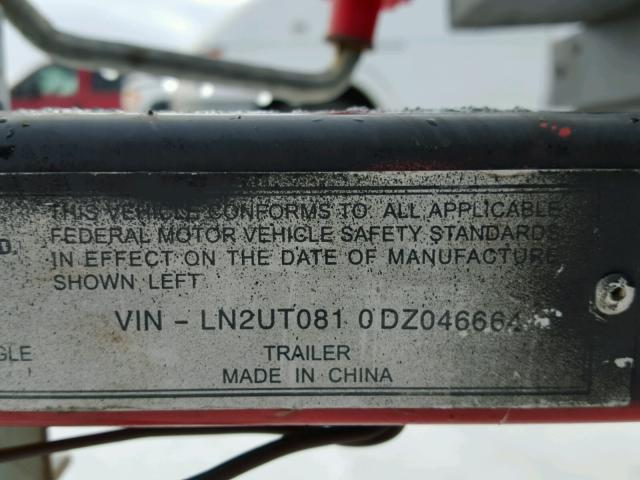 THIS VEHICLE CONFORMS TO ALL APPLICABLE
D. FEDERAL MOTOR VEHICLE SAFETY STANDARDS
IN EFFECT ON THE DATE OF MANUFACTURE
SHOWN LEFT
VIN - LN2UT081 0DZ046664
GLE TRAILER
MADE IN CHINA